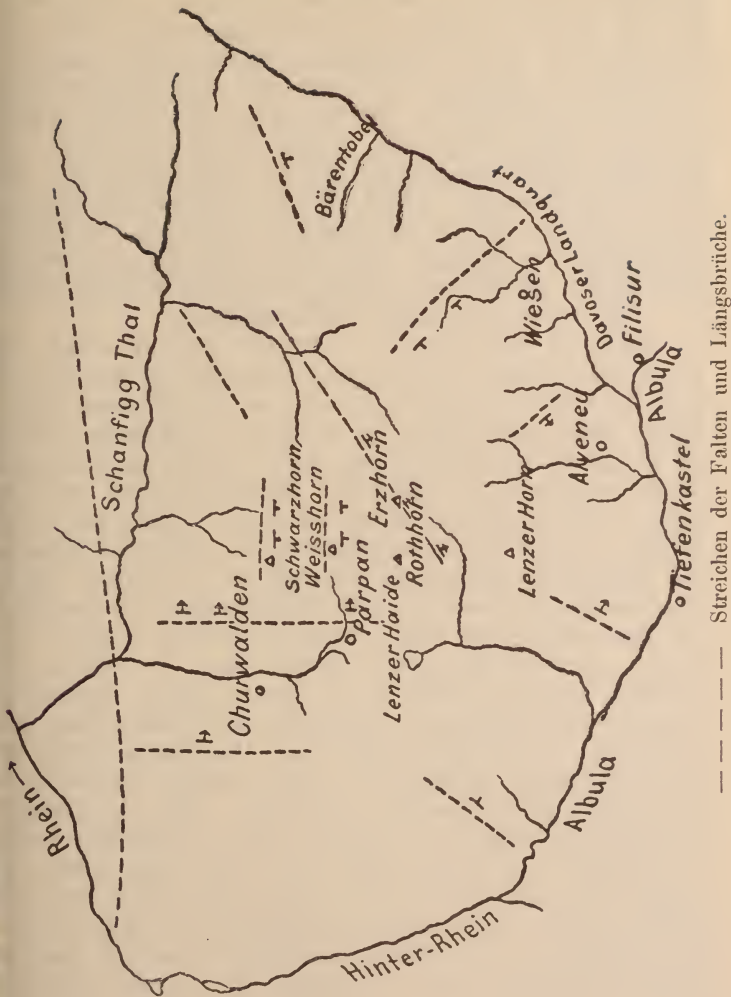 Rhein
Schanfigg Thal
Bärentobel
Churwalden
Schwarzhorn
Weisshorn
Parpan
Erzhorn
Lenzer Haide
Rothhorn
Davoser Landquart
Wießen
Lenzer Horn
Alveneu
Filisur
Albula
Tiefenkastel
Albula
Hinter-Rhein
Streichen der Falten und Längsbrüche.